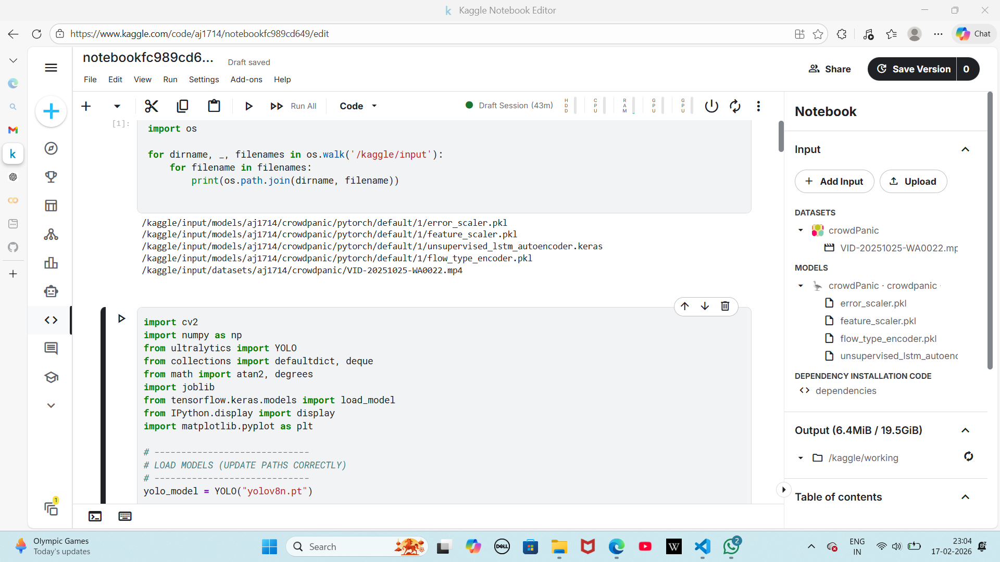 Kaggle Notebook Editor
https://www.kaggle.com/code/aj1714/notebookfc989cd649/edit
Chat
notebookfc989cd6...
Draft saved
File Edit View Run Settings Add-ons Help
Share
Save Version 0
Run All
Code
Draft Session (43m)
HDD
CPU
RAM
GPU
GPU
[1]:
import os
for dirname, _, filenames in os.walk('/kaggle/input'):
for filename in filenames:
print(os.path.join(dirname, filename))
/kaggle/input/models/aj1714/crowdpanic/pytorch/default/1/error_scaler.pkl
/kaggle/input/models/aj1714/crowdpanic/pytorch/default/1/feature_scaler.pkl
/kaggle/input/models/aj1714/crowdpanic/pytorch/default/1/unsupervised_lstm_autoencoder.keras
/kaggle/input/models/aj1714/crowdpanic/pytorch/default/1/flow_type_encoder.pkl
/kaggle/input/datasets/aj1714/crowdpanic/VID-20251025-WA0022.mp4
import cv2
import numpy as np
from ultralytics import YOLO
from collections import defaultdict, deque
from math import atan2, degrees
import joblib
from tensorflow.keras.models import load_model
from IPython.display import display
import matplotlib.pyplot as plt
# -----------------------------
# LOAD MODELS (UPDATE PATHS CORRECTLY)
# -----------------------------
yolo_model = YOLO("yolov8n.pt")
Notebook
Input
Add Input
Upload
DATASETS
crowdPanic
VID-20251025-WA0022.mp
MODELS
crowdPanic · crowdpanic ·
error_scaler.pkl
feature_scaler.pkl
flow_type_encoder.pkl
unsupervised_lstm_autoenc
DEPENDENCY INSTALLATION CODE
dependencies
Output (6.4MiB / 19.5GiB)
/kaggle/working
Table of contents
1
Olympic Games
Today's updates
Search
DELL
W
2
ENG
IN
23:04
17-02-2026